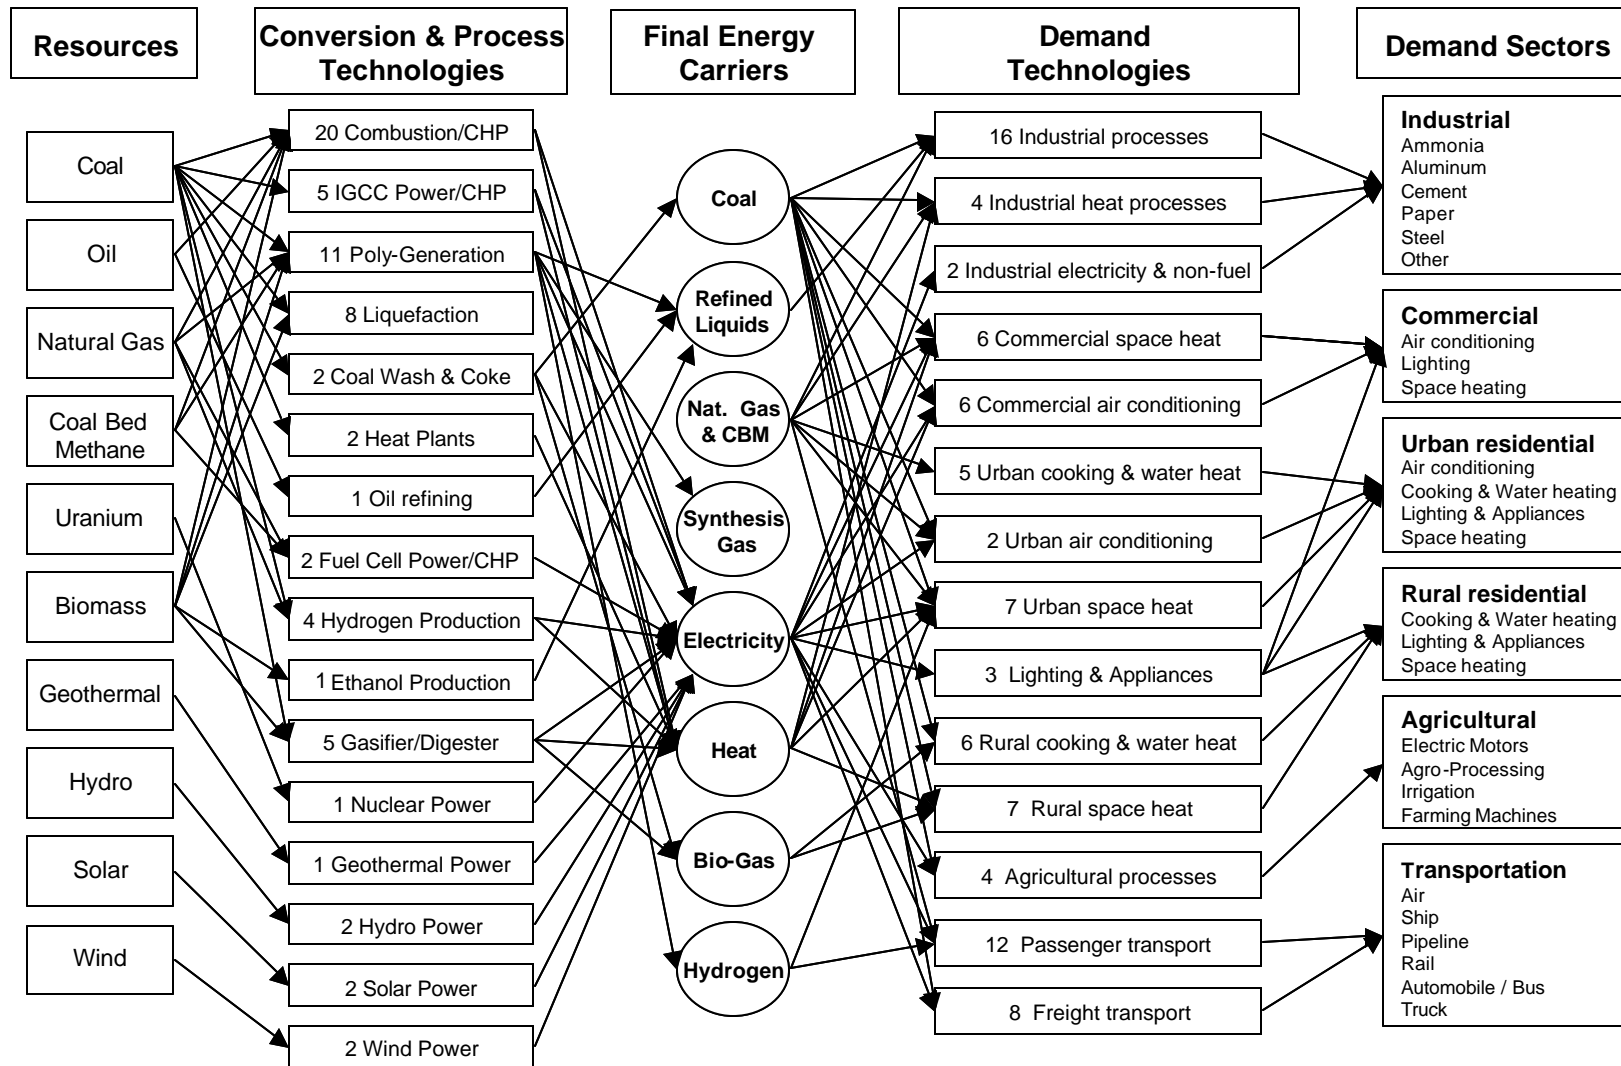 Resources
Conversion & Process
Technologies
Final Energy
Carriers
Demand
Technologies
Demand Sectors
Coal
Oil
Natural Gas
Coal Bed
Methane
Uranium
Biomass
Geothermal
Hydro
Solar
Wind
20 Combustion/CHP
5 IGCC Power/CHP
11 Poly-Generation
8 Liquefaction
2 Coal Wash & Coke
2 Heat Plants
1 Oil refining
2 Fuel Cell Power/CHP
4 Hydrogen Production
1 Ethanol Production
5 Gasifier/Digester
1 Nuclear Power
1 Geothermal Power
2 Hydro Power
2 Solar Power
2 Wind Power
Coal
Refined
Liquids
Nat. Gas
& CBM
Synthesis
Gas
Electricity
Heat
Bio-Gas
Hydrogen
16 Industrial processes
4 Industrial heat processes
2 Industrial electricity & non-fuel
6 Commercial space heat
6 Commercial air conditioning
5 Urban cooking & water heat
2 Urban air conditioning
7 Urban space heat
3 Lighting & Appliances
6 Rural cooking & water heat
7 Rural space heat
4 Agricultural processes
12 Passenger transport
8 Freight transport
Industrial
Ammonia
Aluminum
Cement
Paper
Steel
Other
Commercial
Air conditioning
Lighting
Space heating
Urban residential
Air conditioning
Cooking & Water heating
Lighting & Appliances
Space heating
Rural residential
Cooking & Water heating
Lighting & Appliances
Space heating
Agricultural
Electric Motors
Agro-Processing
Irrigation
Farming Machines
Transportation
Air
Ship
Pipeline
Rail
Automobile / Bus
Truck